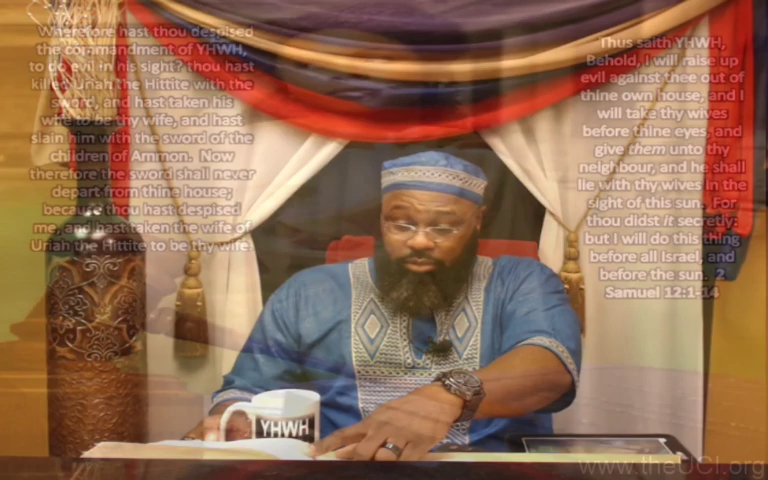 Wherefore hast thou despised
the commandment of YHWH,
to do evil in his sight? thou hast
killed Uriah the Hittite with the
sword, and hast taken his
wife to be thy wife, and hast
slain him with the sword of the
children of Ammon. Now
therefore the sword shall never
depart from thine house;
because thou hast despised
me, and hast taken the wife of
Uriah the Hittite to be thy wife.
Thus saith YHWH,
Behold, I will raise up
evil against thee out of
thine own house, and I
will take thy wives
before thine eyes, and
give them unto thy
neighbour, and he shall
lie with thy wives in the
sight of this sun. For
thou didst it secretly:
but I will do this thing
before all Israel, and
before the sun. 2
Samuel 12:1-14
YHWH
www.theUCI.org